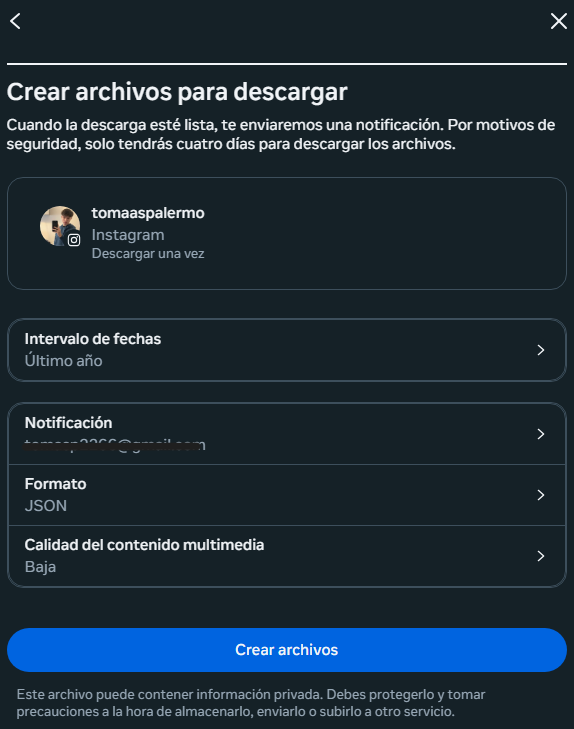 Crear archivos para descargar
Cuando la descarga esté lista, te enviaremos una notificación. Por motivos de
seguridad, solo tendrás cuatro días para descargar los archivos.
tomaaspalermo
Instagram
Descargar una vez
Intervalo de fechas
Último año
Notificación
Formato
JSON
Calidad del contenido multimedia
Baja
Crear archivos
Este archivo puede contener información privada. Debes protegerlo y tomar
precauciones a la hora de almacenarlo, enviarlo o subirlo a otro servicio.